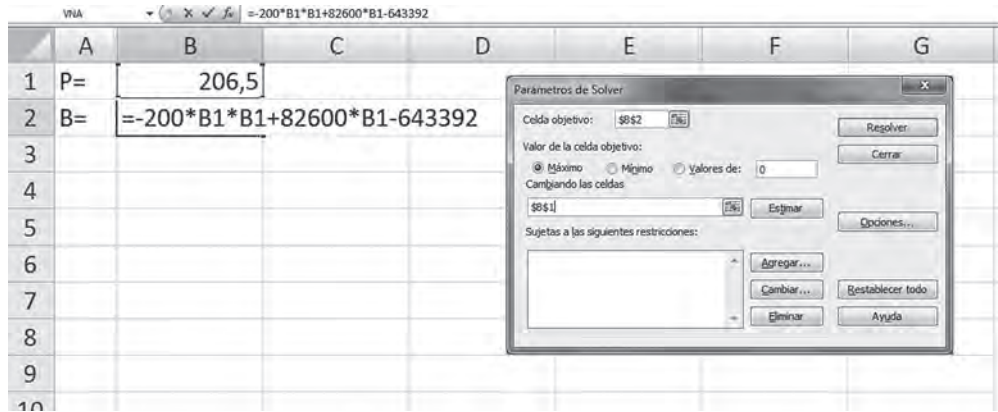 VNA =-200*B1*B1+82600*B1-643392
A B C D E F G
1 P= 206,5
2 B= =-200*B1*B1+82600*B1-643392
3
4
5
6
7
8
9
10
Parámetros de Solver
Celda objetivo: $B$2
Resolver
Valor de la celda objetivo:
Cerrar
Máximo Mínimo Valores de: 0
Cambiando las celdas
$B$1 Estimar
Opciones...
Sujetas a las siguientes restricciones:
Agregar...
Cambiar... Restablecer todo
Eliminar Ayuda